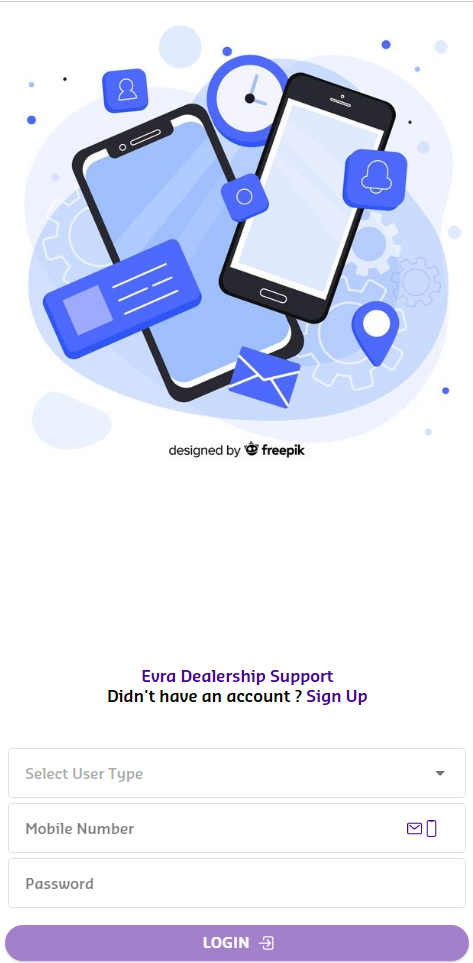 designed by freepik
Evra Dealership Support
Didn't have an account ? Sign Up
Select User Type
Mobile Number
Password
LOGIN